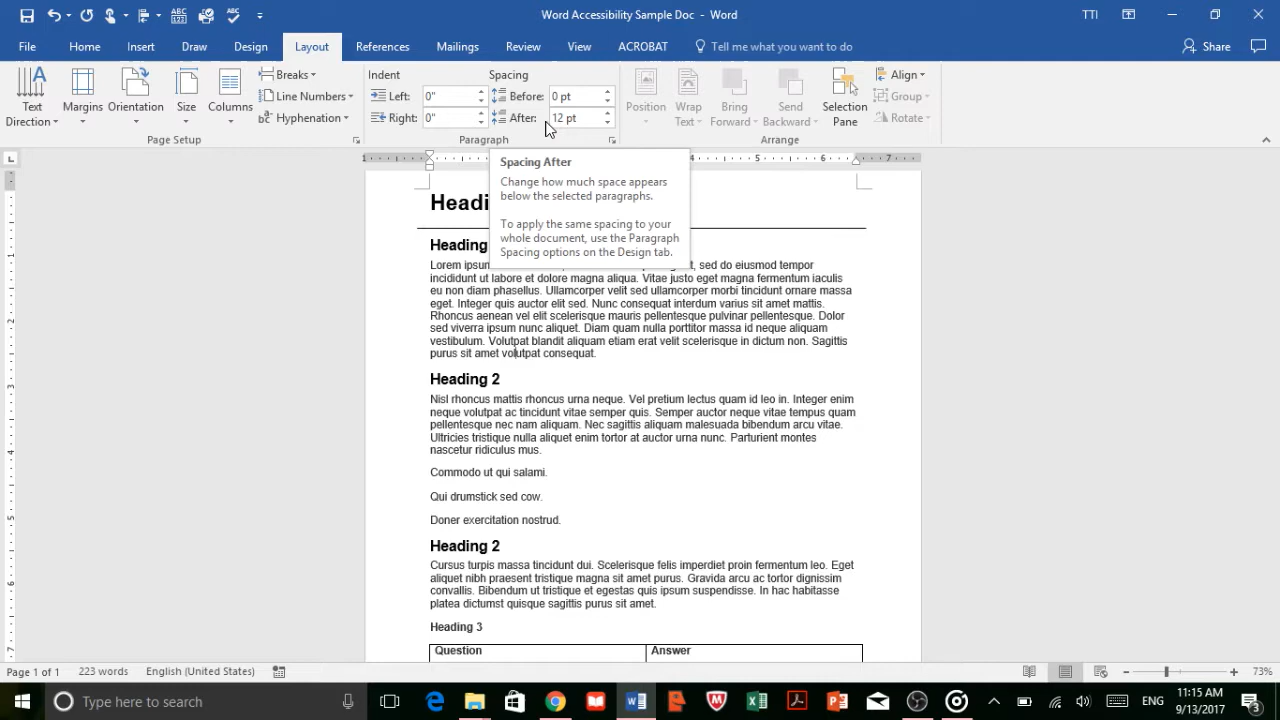 Word Accessibility Sample Doc - Word
TTI
File Home Insert Draw Design Layout References Mailings Review View ACROBAT Tell me what you want to do
Share
Text Direction
Margins
Orientation
Size
Columns
Breaks
Line Numbers
Hyphenation
Page Setup
Indent
Left: 0"
Right: 0"
Spacing
Before: 0 pt
After: 12 pt
Paragraph
Position
Wrap Text
Bring Forward
Send Backward
Selection Pane
Align
Group
Rotate
Arrange
Spacing After
Change how much space appears
below the selected paragraphs.
To apply the same spacing to your
whole document, use the Paragraph
Spacing options on the Design tab.
Headi
Heading
Lorem ipsum , sed do eiusmod tempor
incididunt ut labore et dolore magna aliqua. Vitae justo eget magna fermentum iaculis
eu non diam phasellus. Ullamcorper velit sed ullamcorper morbi tincidunt ornare massa
eget. Integer quis auctor elit sed. Nunc consequat interdum varius sit amet mattis.
Rhoncus aenean vel elit scelerisque mauris pellentesque pulvinar pellentesque. Dolor
sed viverra ipsum nunc aliquet. Diam quam nulla porttitor massa id neque aliquam
vestibulum. Volutpat blandit aliquam etiam erat velit scelerisque in dictum non. Sagittis
purus sit amet volutpat consequat.
Heading 2
Nisl rhoncus mattis rhoncus urna neque. Vel pretium lectus quam id leo in. Integer enim
neque volutpat ac tincidunt vitae semper quis. Semper auctor neque vitae tempus quam
pellentesque nec nam aliquam. Nec sagittis aliquam malesuada bibendum arcu vitae.
Ultricies tristique nulla aliquet enim tortor at auctor urna nunc. Parturient montes
nascetur ridiculus mus.
Commodo ut qui salami.
Qui drumstick sed cow.
Doner exercitation nostrud.
Heading 2
Cursus turpis massa tincidunt dui. Scelerisque felis imperdiet proin fermentum leo. Eget
aliquet nibh praesent tristique magna sit amet purus. Gravida arcu ac tortor dignissim
convallis. Bibendum ut tristique et egestas quis ipsum suspendisse. In hac habitasse
platea dictumst quisque sagittis purus sit amet.
Heading 3
Question Answer
Page 1 of 1 223 words English (United States) 73%
Type here to search
ENG
11:15 AM
9/13/2017